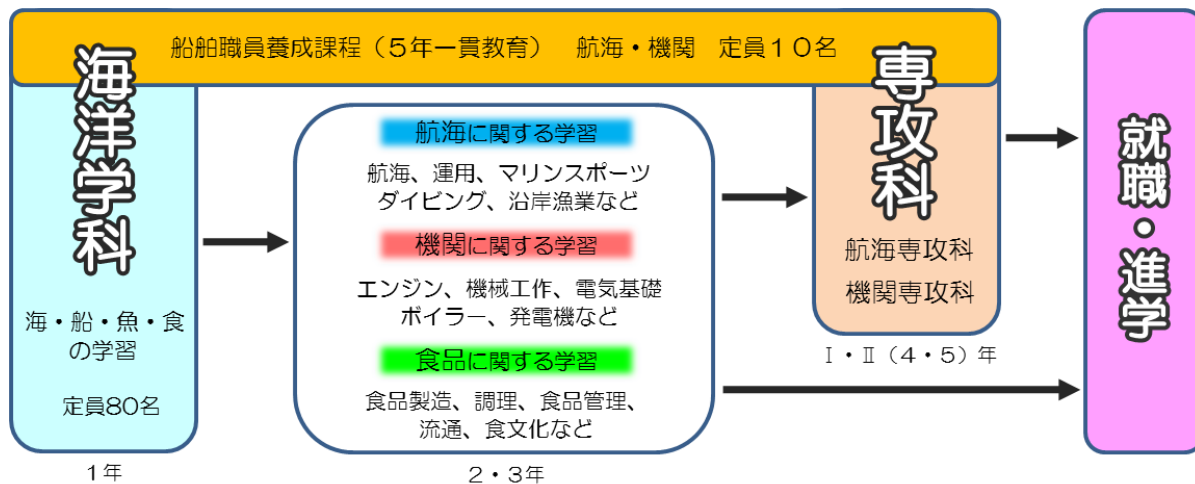 船舶職員養成課程（５年一貫教育）　航海・機関　定員１０名
海洋学科
海・船・魚・食
の学習
定員80名
１年
航海に関する学習
航海、運用、マリンスポーツ
ダイビング、沿岸漁業など
機関に関する学習
エンジン、機械工作、電気基礎
ボイラー、発電機など
食品に関する学習
食品製造、調理、食品管理、
流通、食文化など
２・３年
専攻科
航海専攻科
機関専攻科
Ⅰ・Ⅱ（４・５）年
就職・進学